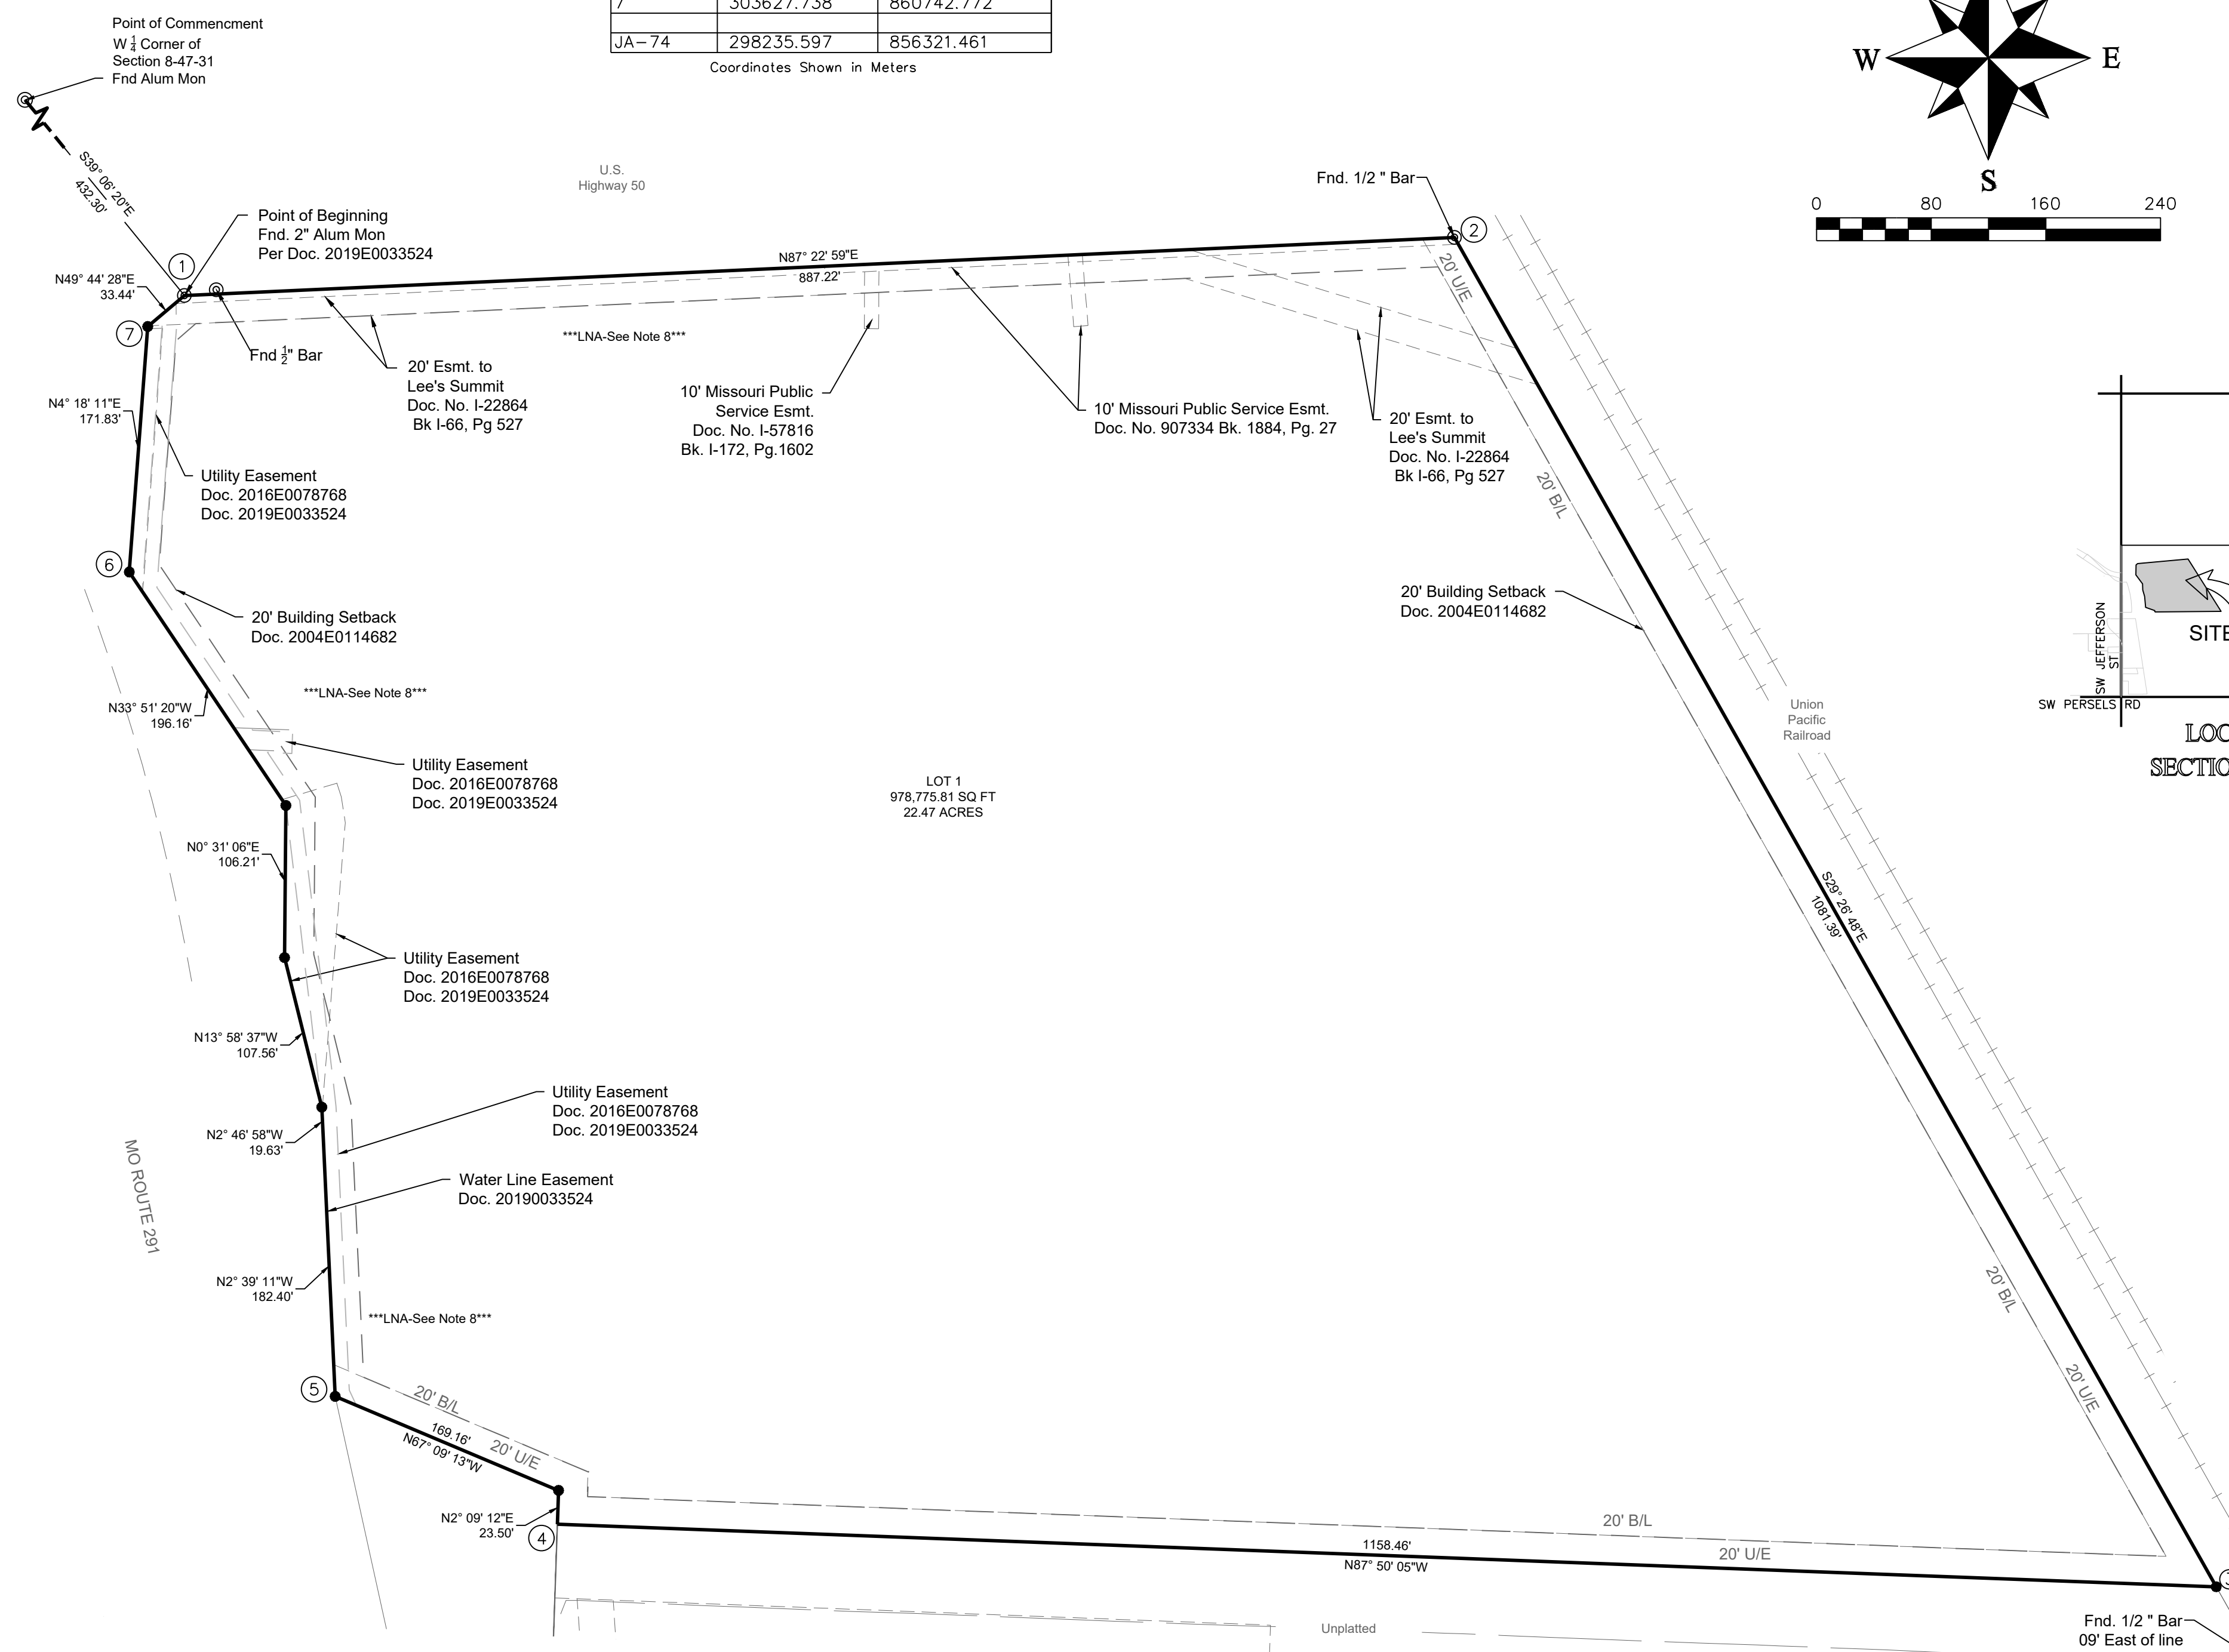 Point of Commencement
W 1/4 Corner of
Section 8-47-31
Fnd Alum Mon
7 303627.738 860742.772
JA-74 298235.597 856321.461
Coordinates Shown in Meters
W E
S
0 80 160 240
S39° 06' 20"E
432.30'
U.S.
Highway 50
Fnd. 1/2 " Bar
2
Point of Beginning
Fnd. 2" Alum Mon
Per Doc. 2019E0033524
1
N49° 44' 28"E
33.44'
7
N87° 22' 59"E
887.22'
20' U/E
Fnd 1/2" Bar
***LNA-See Note 8***
20' Esmt. to
Lee's Summit
Doc. No. I-22864
Bk I-66, Pg 527
10' Missouri Public
Service Esmt.
Doc. No. I-57816
Bk. I-172, Pg.1602
10' Missouri Public Service Esmt.
Doc. No. 907334 Bk. 1884, Pg. 27
20' Esmt. to
Lee's Summit
Doc. No. I-22864
Bk I-66, Pg 527
N4° 18' 11"E
171.83'
Utility Easement
Doc. 2016E0078768
Doc. 2019E0033524
20' B/L
6
20' Building Setback
Doc. 2004E0114682
20' Building Setback
Doc. 2004E0114682
SW JEFFERSON
ST
SITE
SW PERSELS RD
***LNA-See Note 8***
N33° 51' 20"W
196.16'
Union
Pacific
Railroad
Utility Easement
Doc. 2016E0078768
Doc. 2019E0033524
LOT 1
978,775.81 SQ FT
22.47 ACRES
N0° 31' 06"E
106.21'
S29° 26' 48"E
1081.39'
Utility Easement
Doc. 2016E0078768
Doc. 2019E0033524
N13° 58' 37"W
107.56'
Utility Easement
Doc. 2016E0078768
Doc. 2019E0033524
N2° 46' 58"W
19.63'
Water Line Easement
Doc. 20190033524
MO ROUTE 291
N2° 39' 11"W
182.40'
***LNA-See Note 8***
20' B/L
5
20' B/L
20' U/E
169.16'
N67° 09' 13"W
20' U/E
N2° 09' 12"E
23.50'
4
20' B/L
20' U/E
1158.46'
N87° 50' 05"W
Unplatted
Fnd. 1/2 " Bar
09' East of line